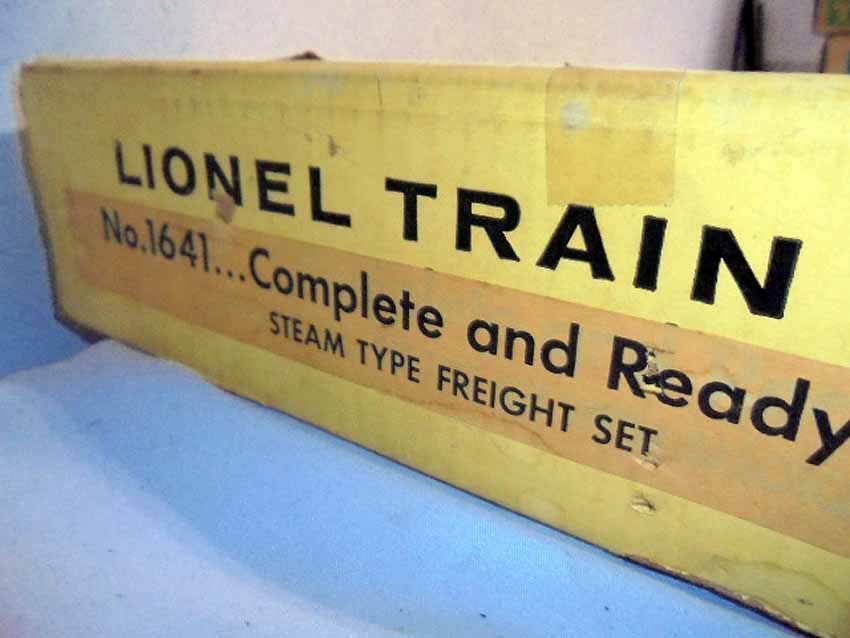 LIONEL TRAIN
No.1641...Complete and Ready
STEAM TYPE FREIGHT SET